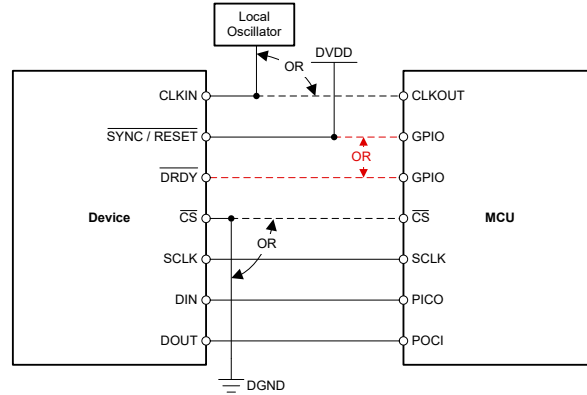 Local
Oscillator
OR
DVDD
CLKIN
CLKOUT
SYNC / RESET
GPIO
OR
DRDY
GPIO
Device
CS
CS
MCU
OR
SCLK
SCLK
DIN
PICO
DOUT
POCI
DGND